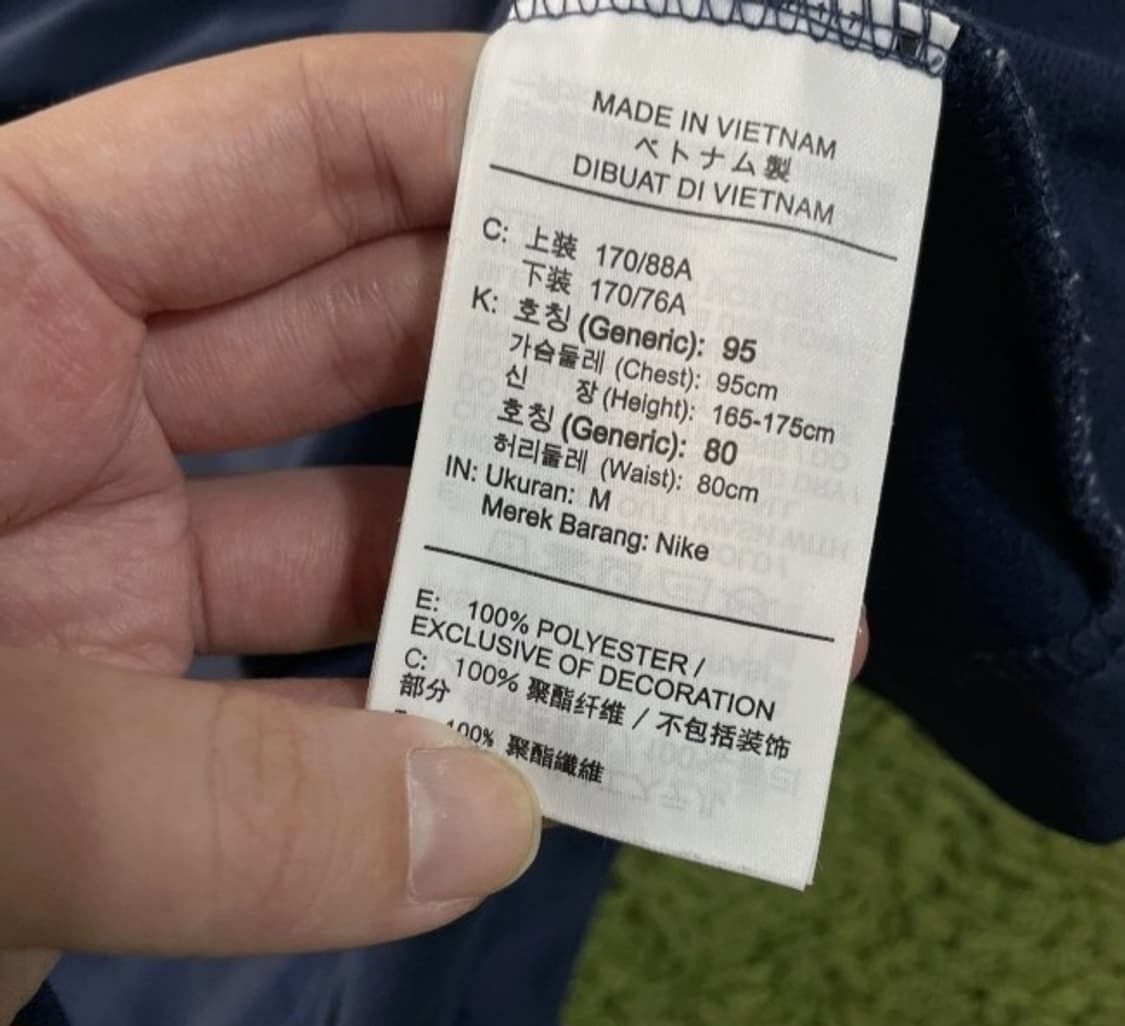 MADE IN VIETNAM
ベトナム製
DIBUAT DI VIETNAM
C: 上装 170/88A
下装 170/76A
K: 호칭 (Generic): 95
가슴둘레 (Chest): 95cm
신 장 (Height): 165-175cm
호칭 (Generic): 80
허리둘레 (Waist): 80cm
IN: Ukuran: M
Merek Barang: Nike
E: 100% POLYESTER /
EXCLUSIVE OF DECORATION
C: 100% 聚酯纤维 / 不包括装饰
部分
100% 聚酯纖維